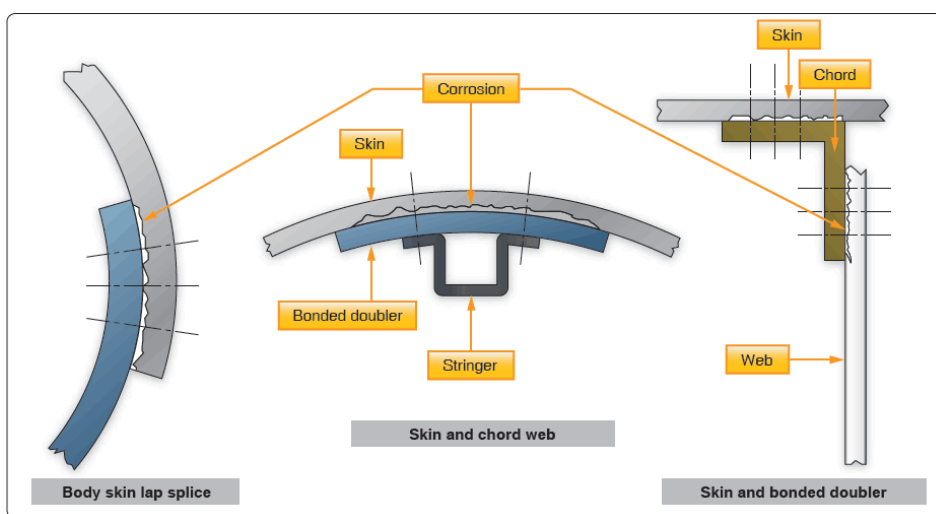 Skin
Chord
Corrosion
Skin
Bonded doubler
Stringer
Web
Skin and chord web
Body skin lap splice
Skin and bonded doubler